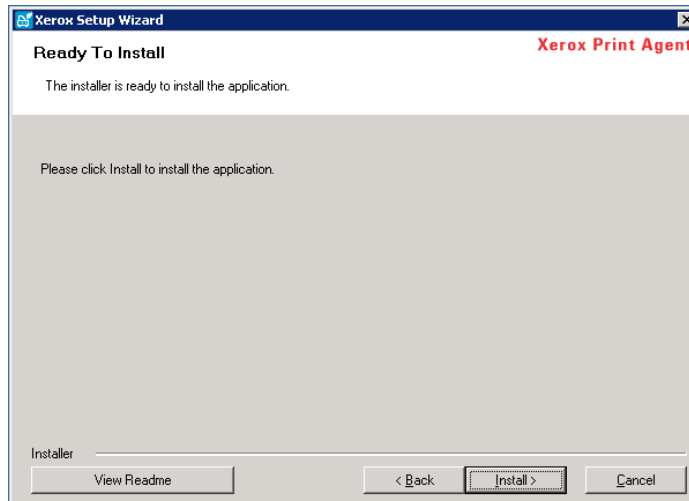 Xerox Setup Wizard
Ready To Install
Xerox Print Agent
The installer is ready to install the application.
Please click Install to install the application.
Installer
View Readme
< Back
Install >
Cancel